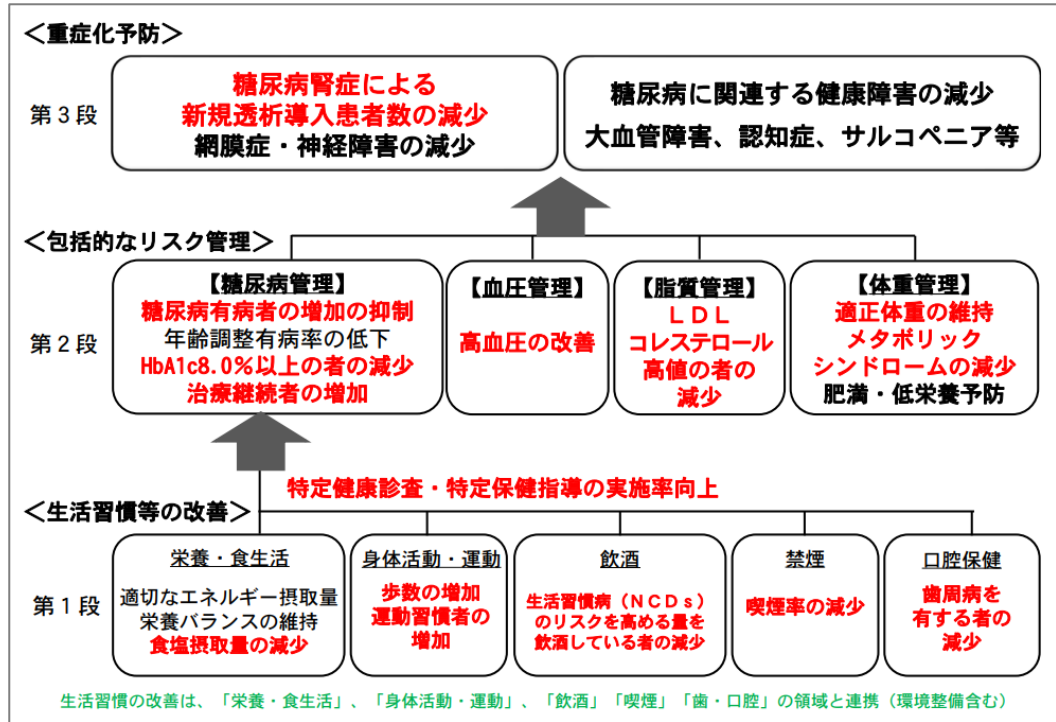 ＜重症化予防＞
第３段
糖尿病腎症による
新規透析導入患者数の減少
網膜症・神経障害の減少
糖尿病に関連する健康障害の減少
大血管障害、認知症、サルコペニア等
＜包括的なリスク管理＞
第２段
【糖尿病管理】
糖尿病有病者の増加の抑制
年齢調整有病率の低下
HbA1c8.0％以上の者の減少
治療継続者の増加
【血圧管理】
高血圧の改善
【脂質管理】
ＬＤＬ
コレステロール
高値の者の
減少
【体重管理】
適正体重の維持
メタボリック
シンドロームの減少
肥満・低栄養予防
特定健康診査・特定保健指導の実施率向上
＜生活習慣等の改善＞
第１段
栄養・食生活
適切なエネルギー摂取量
栄養バランスの維持
食塩摂取量の減少
身体活動・運動
歩数の増加
運動習慣者の
増加
飲酒
生活習慣病（ＮＣＤｓ）
のリスクを高める量を
飲酒している者の減少
禁煙
喫煙率の減少
口腔保健
歯周病を
有する者の
減少
生活習慣の改善は、「栄養・食生活」、「身体活動・運動」、「飲酒」「喫煙」「歯・口腔」の領域と連携（環境整備含む）